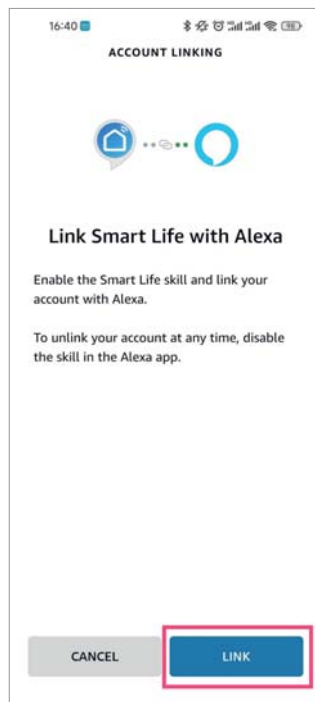 16:40
ACCOUNT LINKING
Link Smart Life with Alexa
Enable the Smart Life skill and link your
account with Alexa.
To unlink your account at any time, disable
the skill in the Alexa app.
CANCEL
LINK